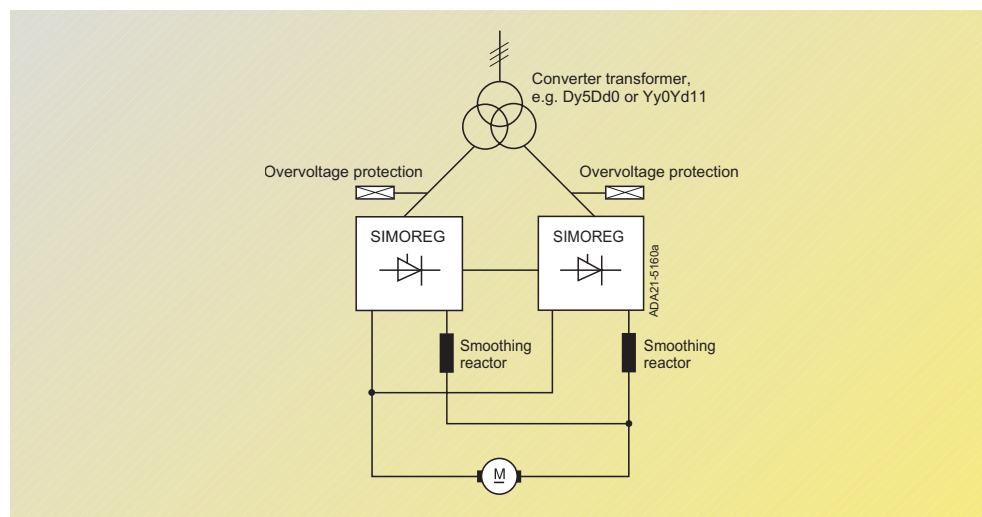 Converter transformer,
e.g. Dy5Dd0 or Yy0Yd11
Overvoltage protection
Overvoltage protection
SIMOREG
SIMOREG
ADA21-5160a
Smoothing
reactor
Smoothing
reactor
M